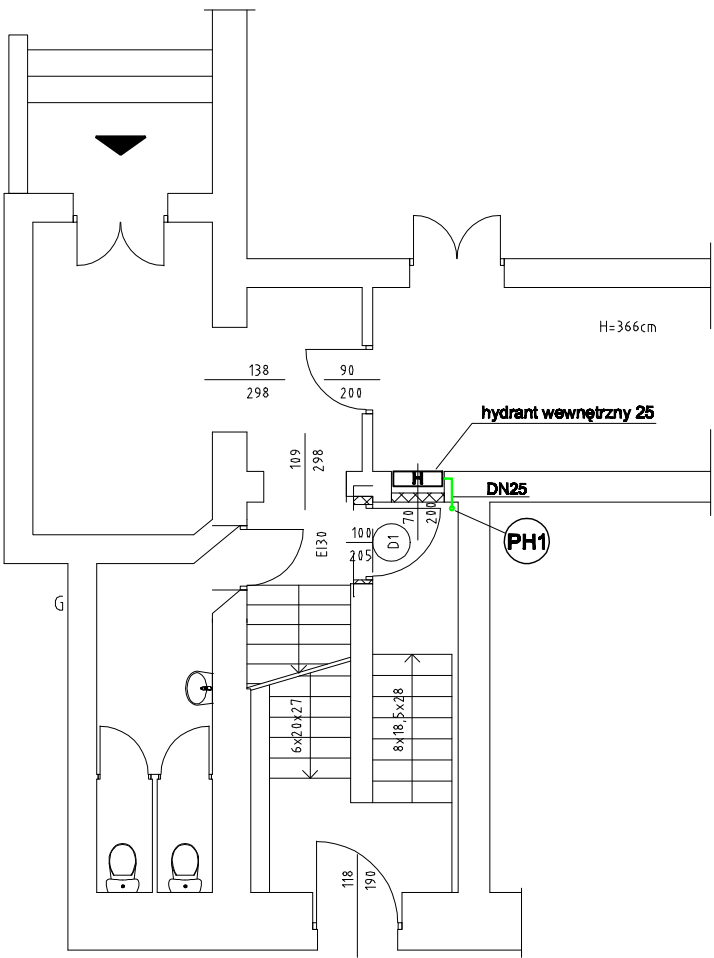 H=366cm
138
298
90
200
hydrant wewnętrzny 25
109
298
H
DN25
70
200
EI30
100
205
D1
PH1
G
6x20x27
8x18,5x28
118
190